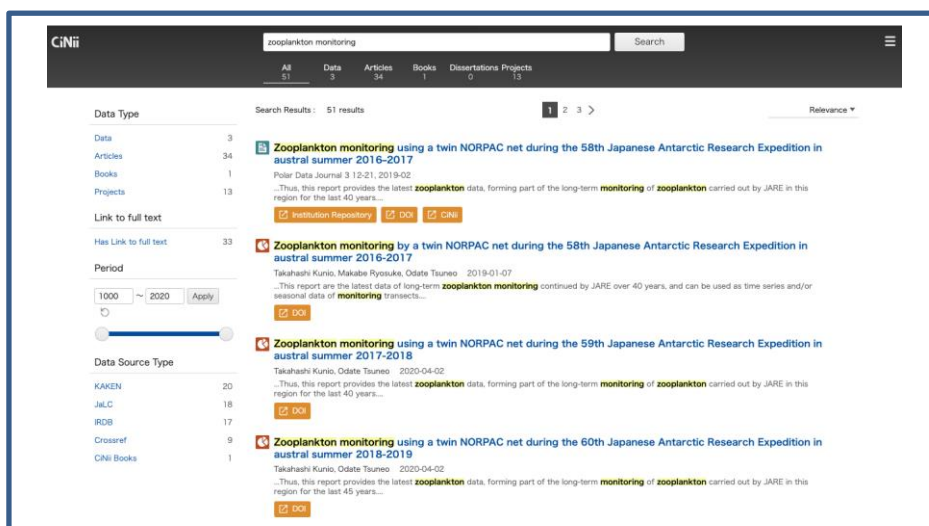 CiNii
zooplankton monitoring
Search
All
51
Data
3
Articles
34
Books
1
Dissertations
0
Projects
13
Data Type
Data 3
Articles 34
Books 1
Projects 13
Link to full text
Has Link to full text 33
Period
1000 ~ 2020 Apply
Data Source Type
KAKEN 20
JaLC 18
IRDB 17
Crossref 9
CiNii Books 1
Search Results : 51 results
1 2 3 >
Relevance ▼
Zooplankton monitoring using a twin NORPAC net during the 58th Japanese Antarctic Research Expedition in
austral summer 2016-2017
Polar Data Journal 3 12-21, 2019-02
...Thus, this report provides the latest zooplankton data, forming part of the long-term monitoring of zooplankton carried out by JARE in this
region for the last 40 years....
Institution Repository DOI CiNii
Zooplankton monitoring by a twin NORPAC net during the 58th Japanese Antarctic Research Expedition in
austral summer 2016-2017
Takahashi Kunio, Makabe Ryosuke, Odate Tsuneo 2019-01-07
...This report are the latest data of long-term zooplankton monitoring continued by JARE over 40 years, and can be used as time series and/or
seasonal data of monitoring transects...
DOI
Zooplankton monitoring using a twin NORPAC net during the 59th Japanese Antarctic Research Expedition in
austral summer 2017-2018
Takahashi Kunio, Odate Tsuneo 2020-04-02
...Thus, this report provides the latest zooplankton data, forming part of the long-term monitoring of zooplankton carried out by JARE in this
region for the last 40 years....
DOI
Zooplankton monitoring using a twin NORPAC net during the 60th Japanese Antarctic Research Expedition in
austral summer 2018-2019
Takahashi Kunio, Odate Tsuneo 2020-04-02
...Thus, this report provides the latest zooplankton data, forming part of the long-term monitoring of zooplankton carried out by JARE in this
region for the last 45 years....
DOI